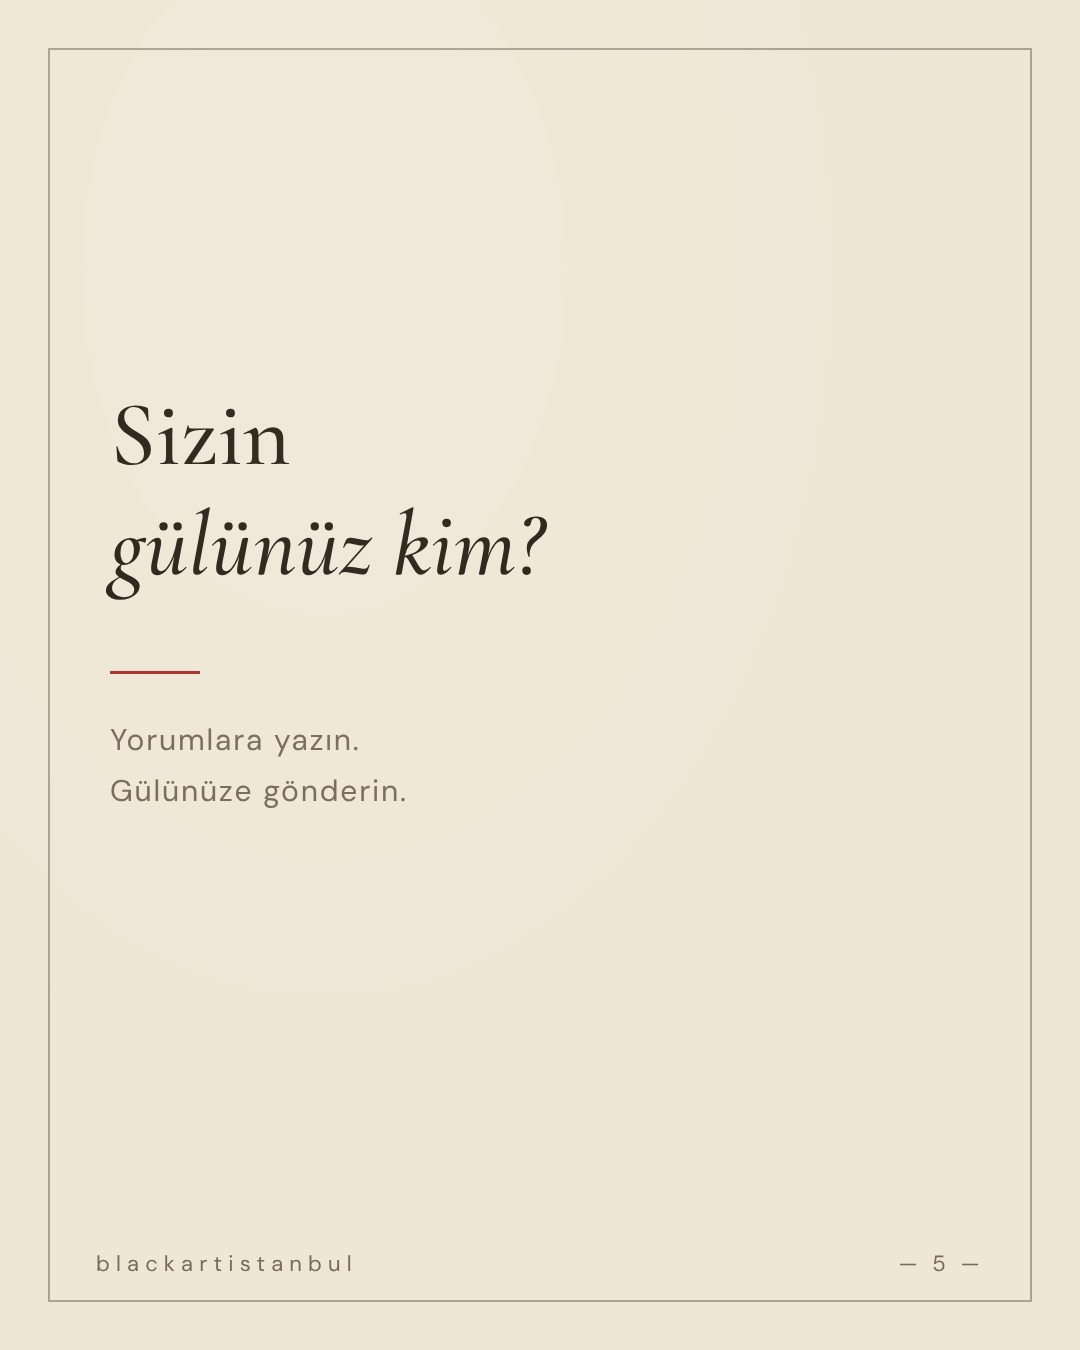 Sizin
gülünüz kim?
Yorumlara yazın.
Gülünüze gönderin.
blackartistanbul
— 5 —